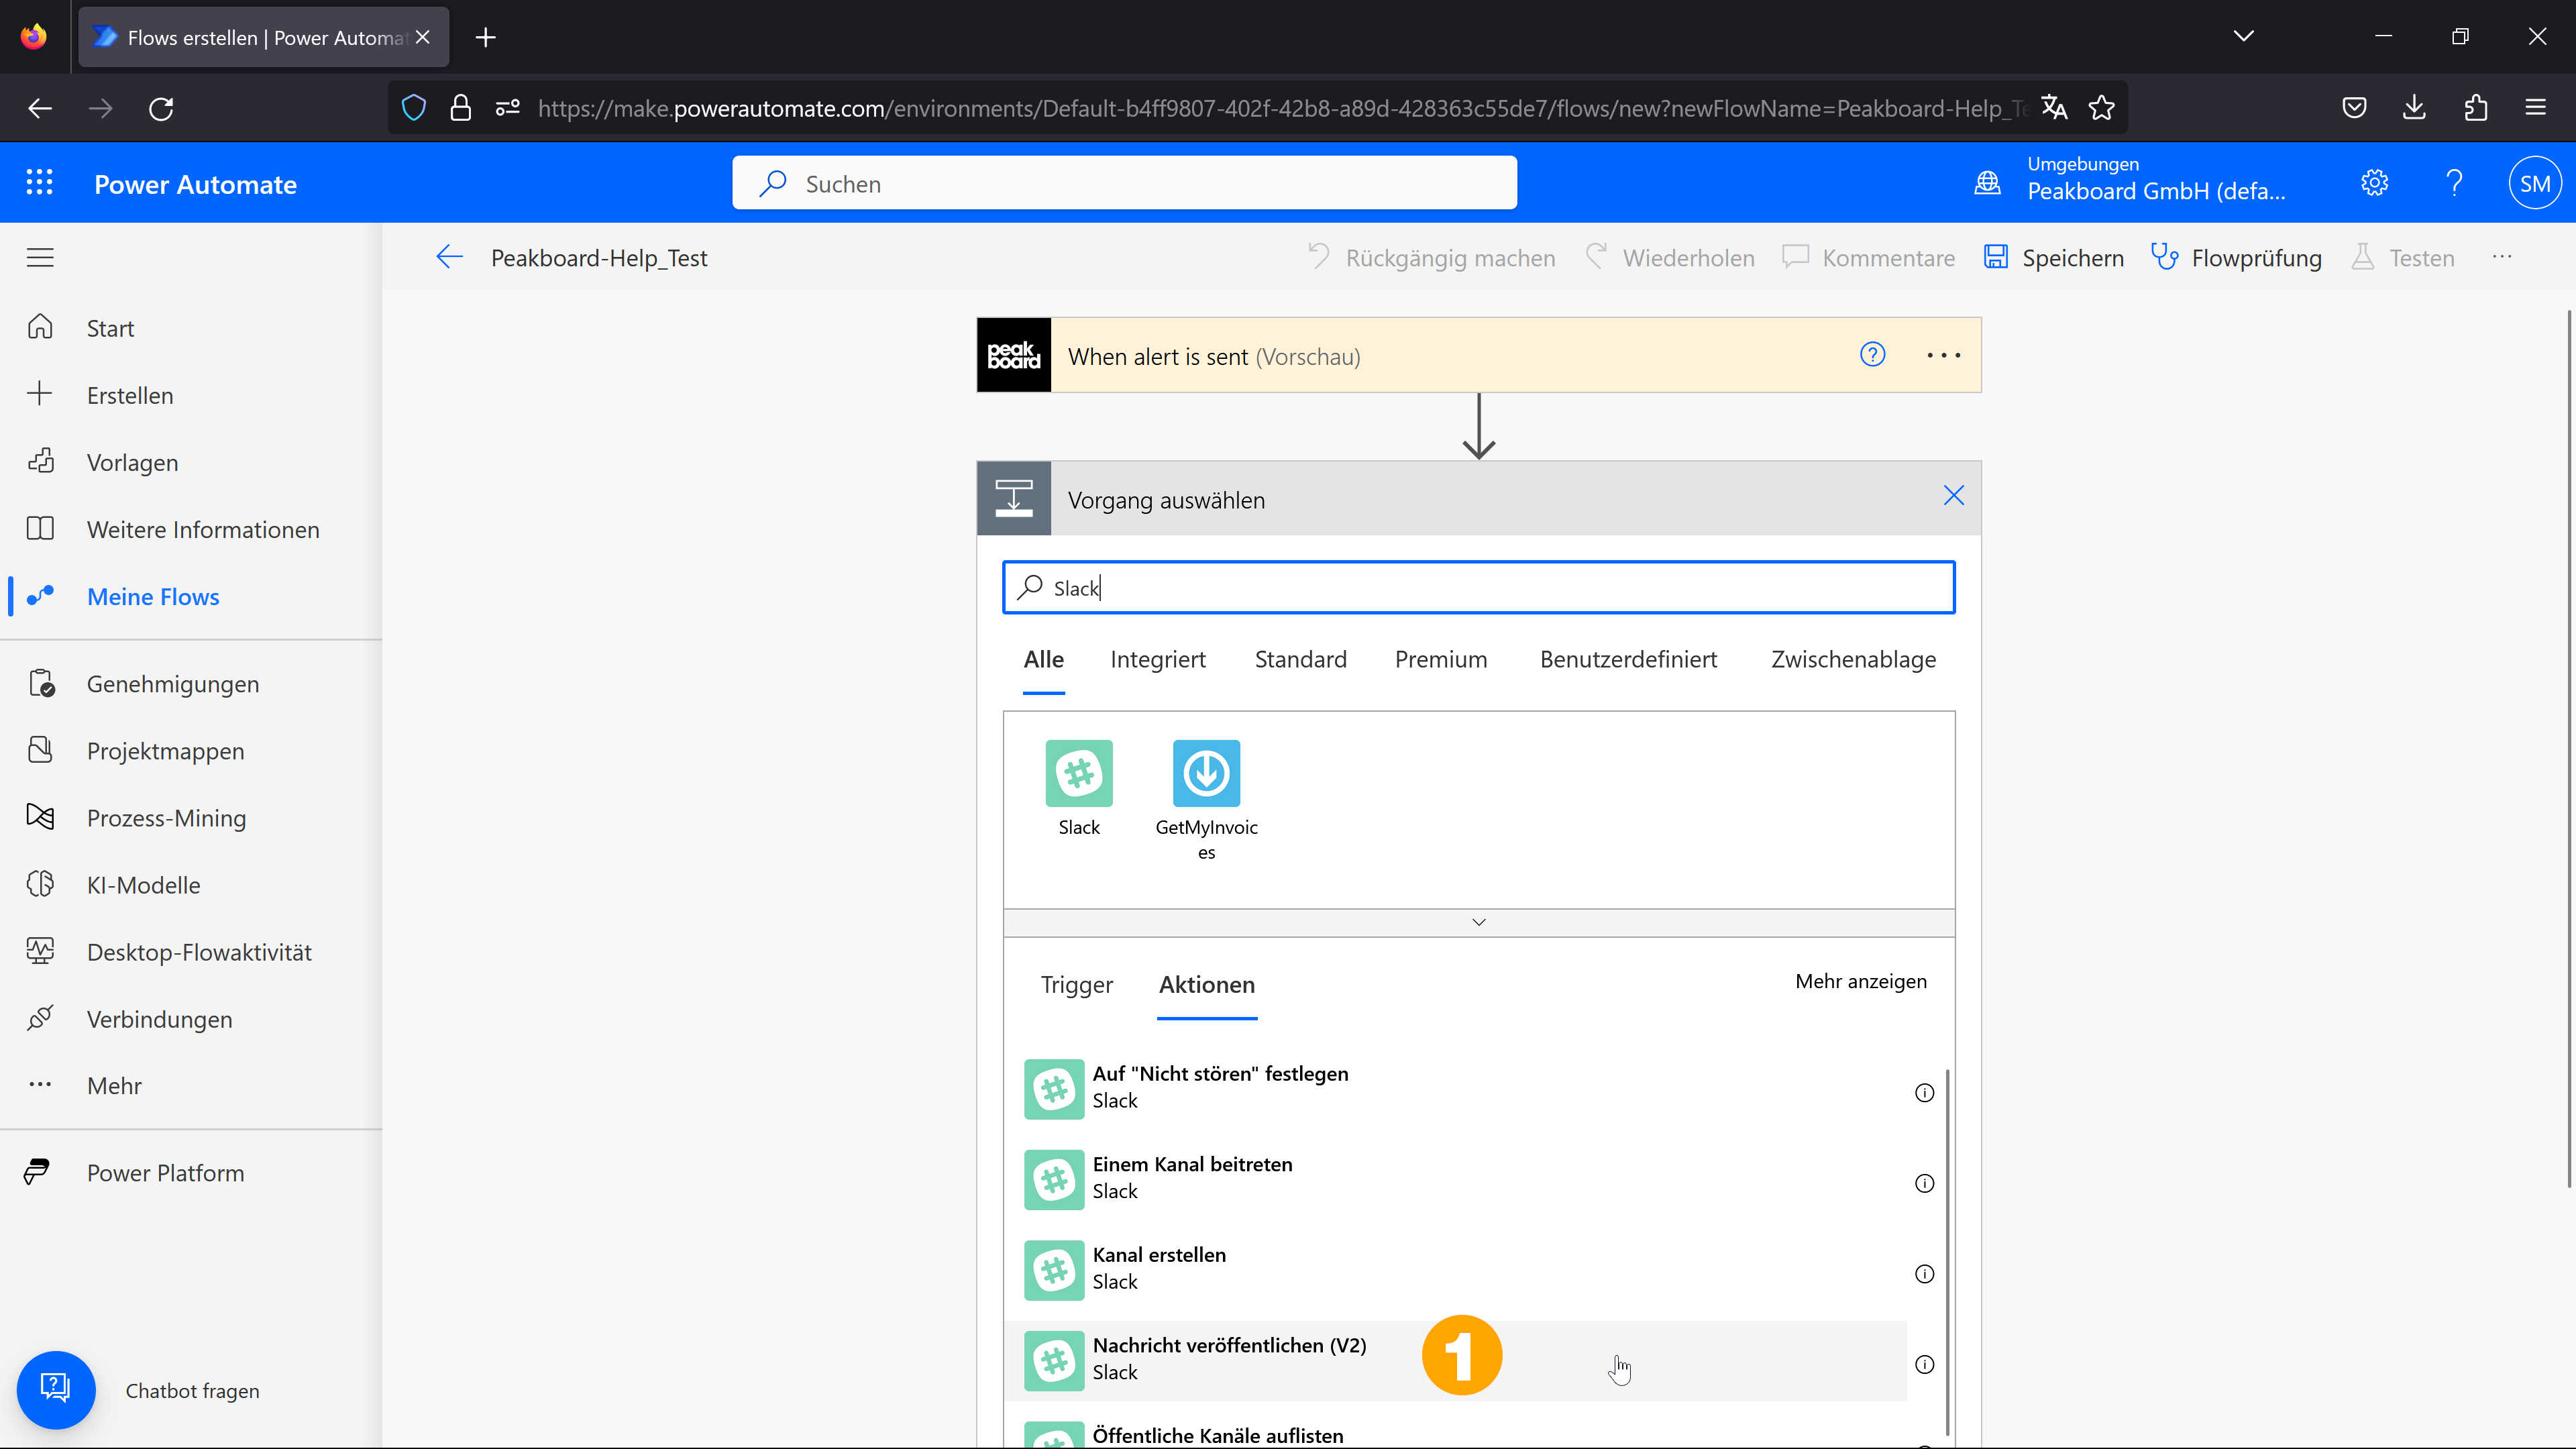 Flows erstellen | Power Automat
https://make.powerautomate.com/environments/Default-b4ff9807-402f-42b8-a89d-428363c55de7/flows/new?newFlowName=Peakboard-Help_Te
Power Automate
Suchen
Umgebungen
Peakboard GmbH (defa...
?
SM
Peakboard-Help_Test
Rückgängig machen
Wiederholen
Kommentare
Speichern
Flowprüfung
Testen
Start
Erstellen
Vorlagen
Weitere Informationen
Meine Flows
Genehmigungen
Projektmappen
Prozess-Mining
KI-Modelle
Desktop-Flowaktivität
Verbindungen
Mehr
Power Platform
Chatbot fragen
peak
board
When alert is sent (Vorschau)
Vorgang auswählen
Slack
Alle
Integriert
Standard
Premium
Benutzerdefiniert
Zwischenablage
Slack
GetMyInvoic
es
Trigger
Aktionen
Mehr anzeigen
Auf "Nicht stören" festlegen
Slack
Einem Kanal beitreten
Slack
Kanal erstellen
Slack
Nachricht veröffentlichen (V2)
Slack
1
Öffentliche Kanäle auflisten